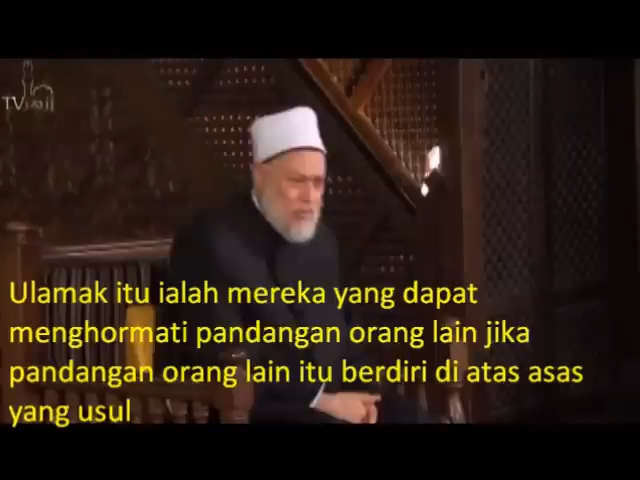 TV
Ulamak itu ialah mereka yang dapat
menghormati pandangan orang lain jika
pandangan orang lain itu berdiri di atas asas
yang usul